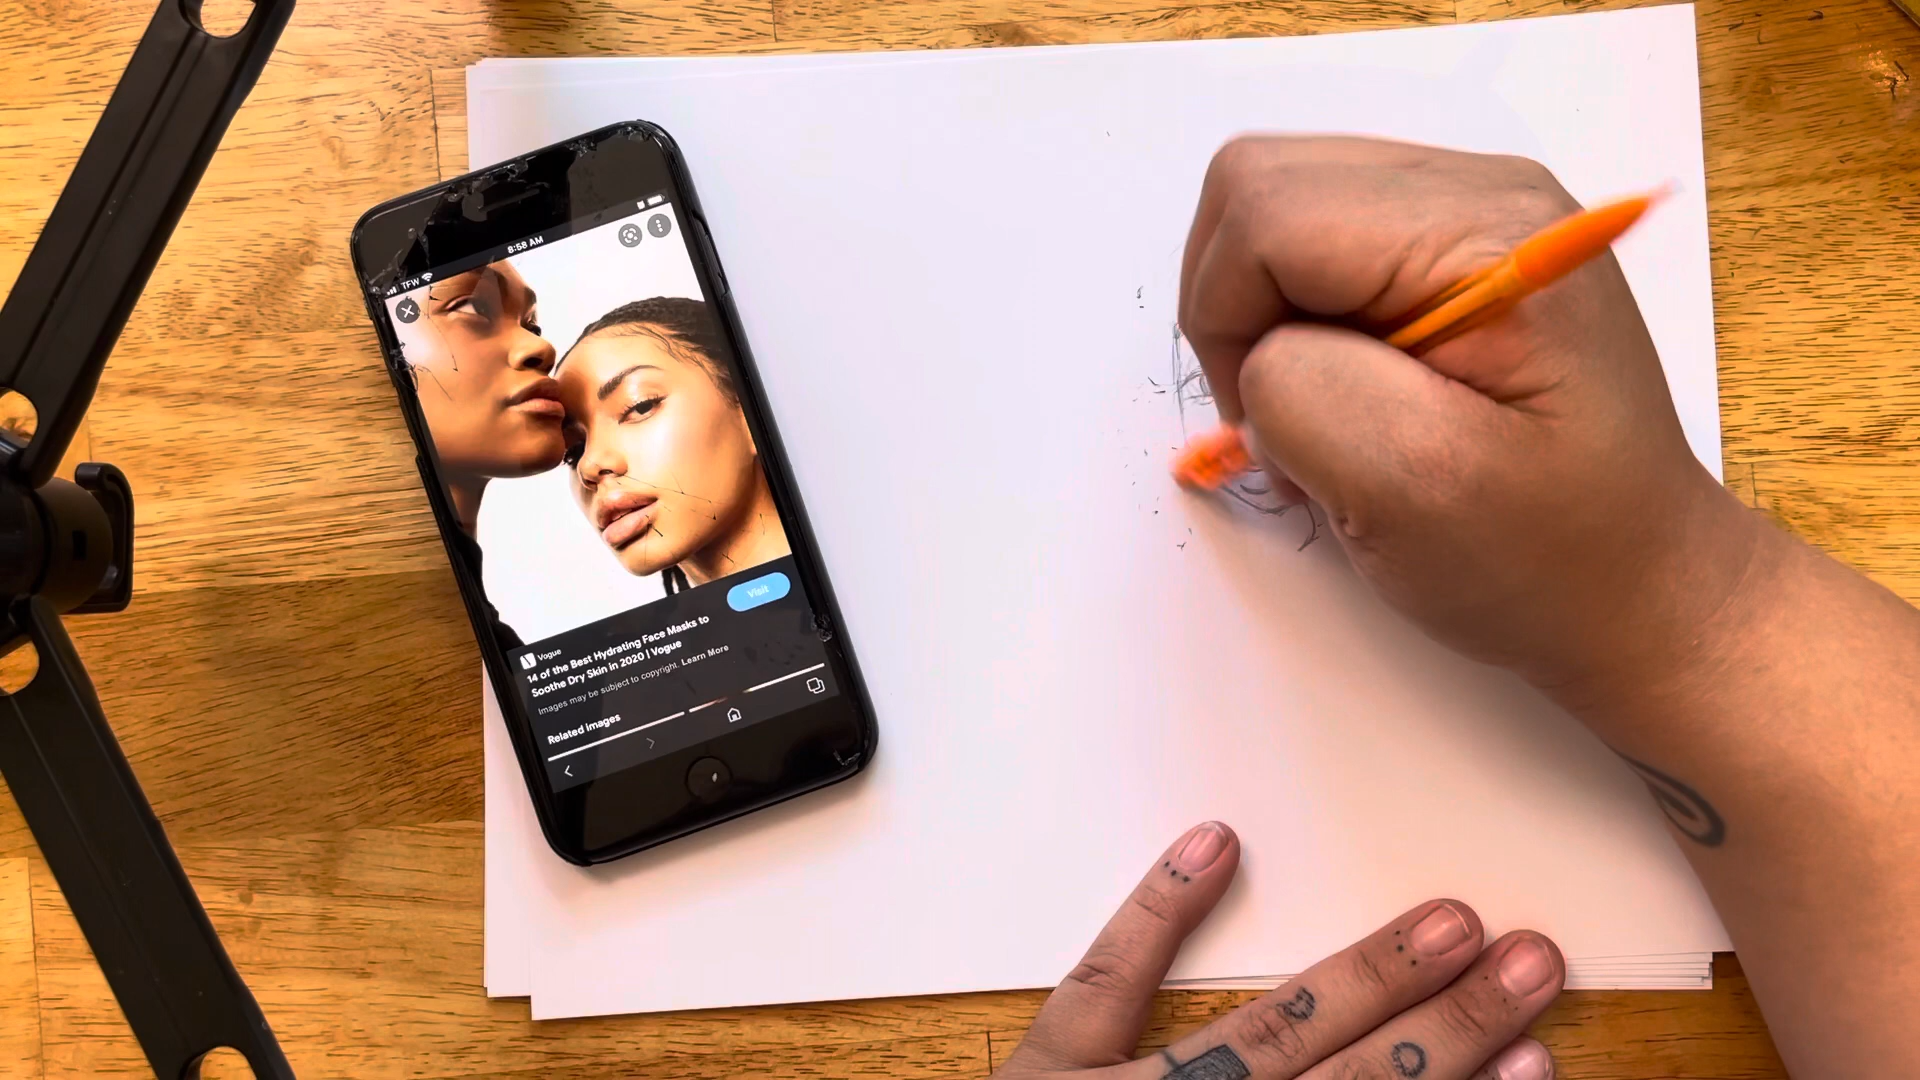 TFW 8:58 AM
Vogue
Visit
14 of the Best Hydrating Face Masks to
Soothe Dry Skin in 2020 | Vogue
Images may be subject to copyright. Learn More
Related images